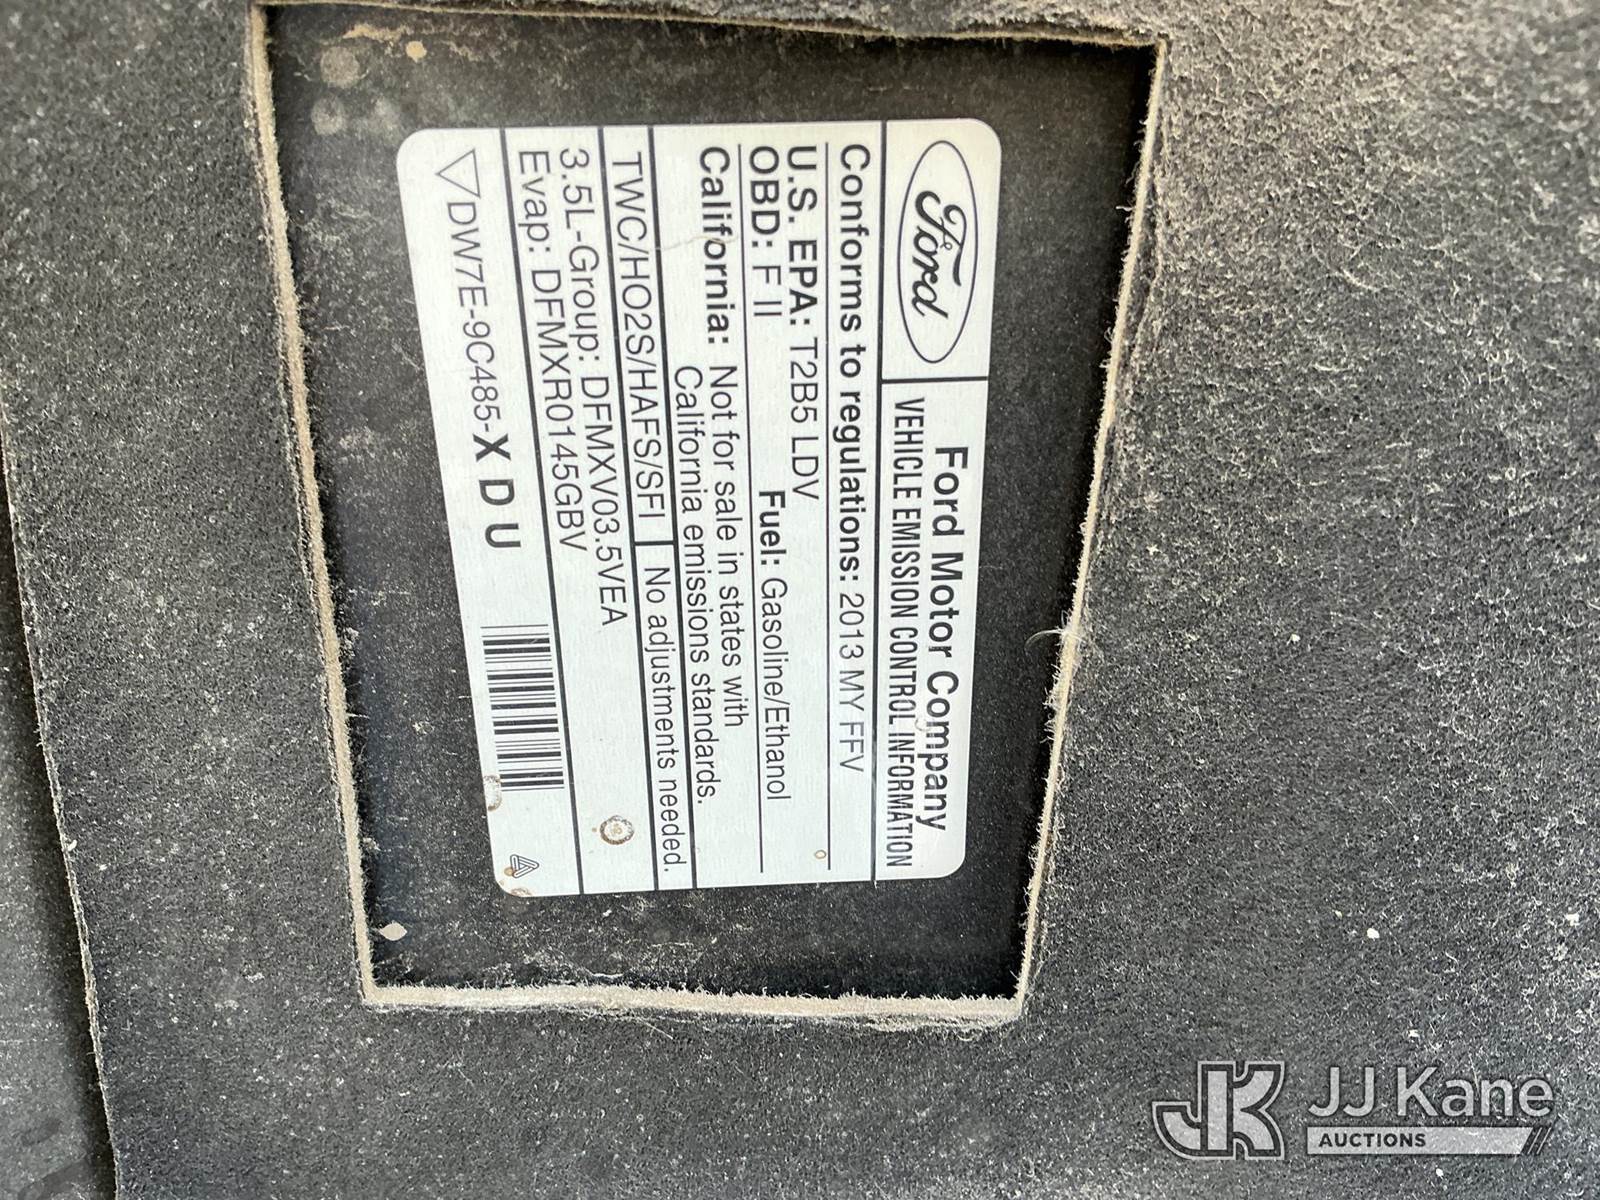 Ford
Ford Motor Company
VEHICLE EMISSION CONTROL INFORMATION
Conforms to regulations: 2013 MY FFV
U.S. EPA: T2B5 LDV
OBD: F II Fuel: Gasoline/Ethanol
California: Not for sale in states with
California emissions standards.
TWC/HO2S/HAFS/SFI No adjustments needed.
3.5L-Group: DFMXV03.5VEA
Evap: DFMXR0145GBV
DW7E-9C485-X D U
JK JJ Kane
AUCTIONS